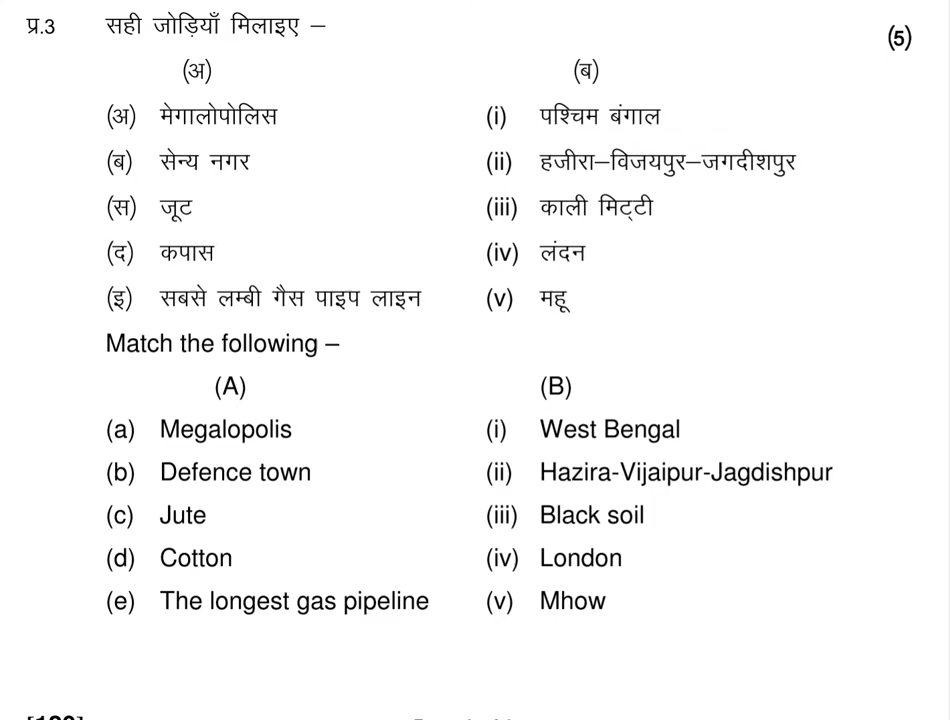 प्र.3 सही जोड़ियाँ मिलाइए – (5)
(अ) (ब)
(अ) मेगालोपोलिस (i) पश्चिम बंगाल
(ब) सेन्य नगर (ii) हजीरा–विजयपुर–जगदीशपुर
(स) जूट (iii) काली मिट्टी
(द) कपास (iv) लंदन
(इ) सबसे लम्बी गैस पाइप लाइन (v) महू
Match the following –
(A) (B)
(a) Megalopolis (i) West Bengal
(b) Defence town (ii) Hazira-Vijaipur-Jagdishpur
(c) Jute (iii) Black soil
(d) Cotton (iv) London
(e) The longest gas pipeline (v) Mhow